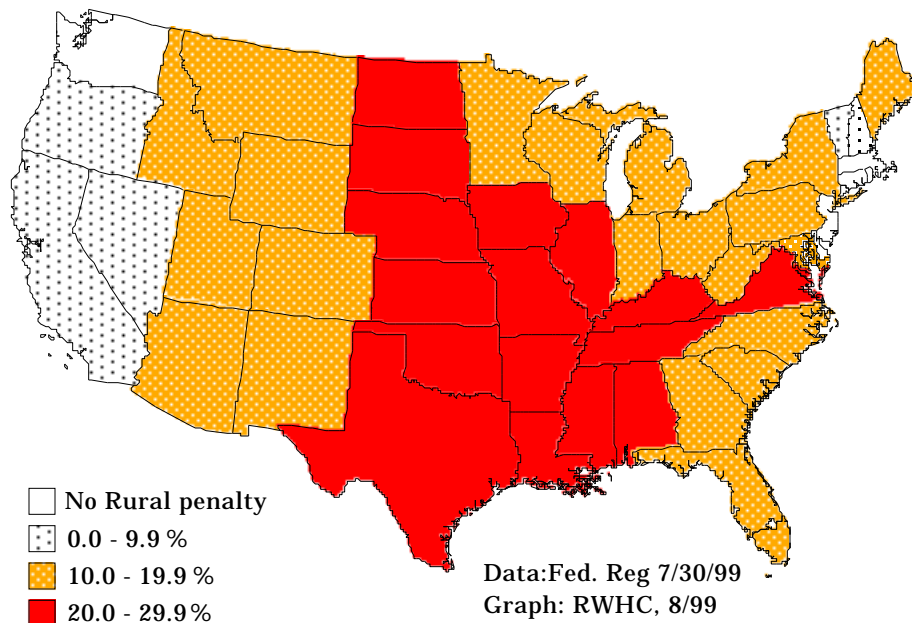 No Rural penalty
0.0 - 9.9 %
10.0 - 19.9 %
20.0 - 29.9 %
Data:Fed. Reg 7/30/99
Graph: RWHC, 8/99